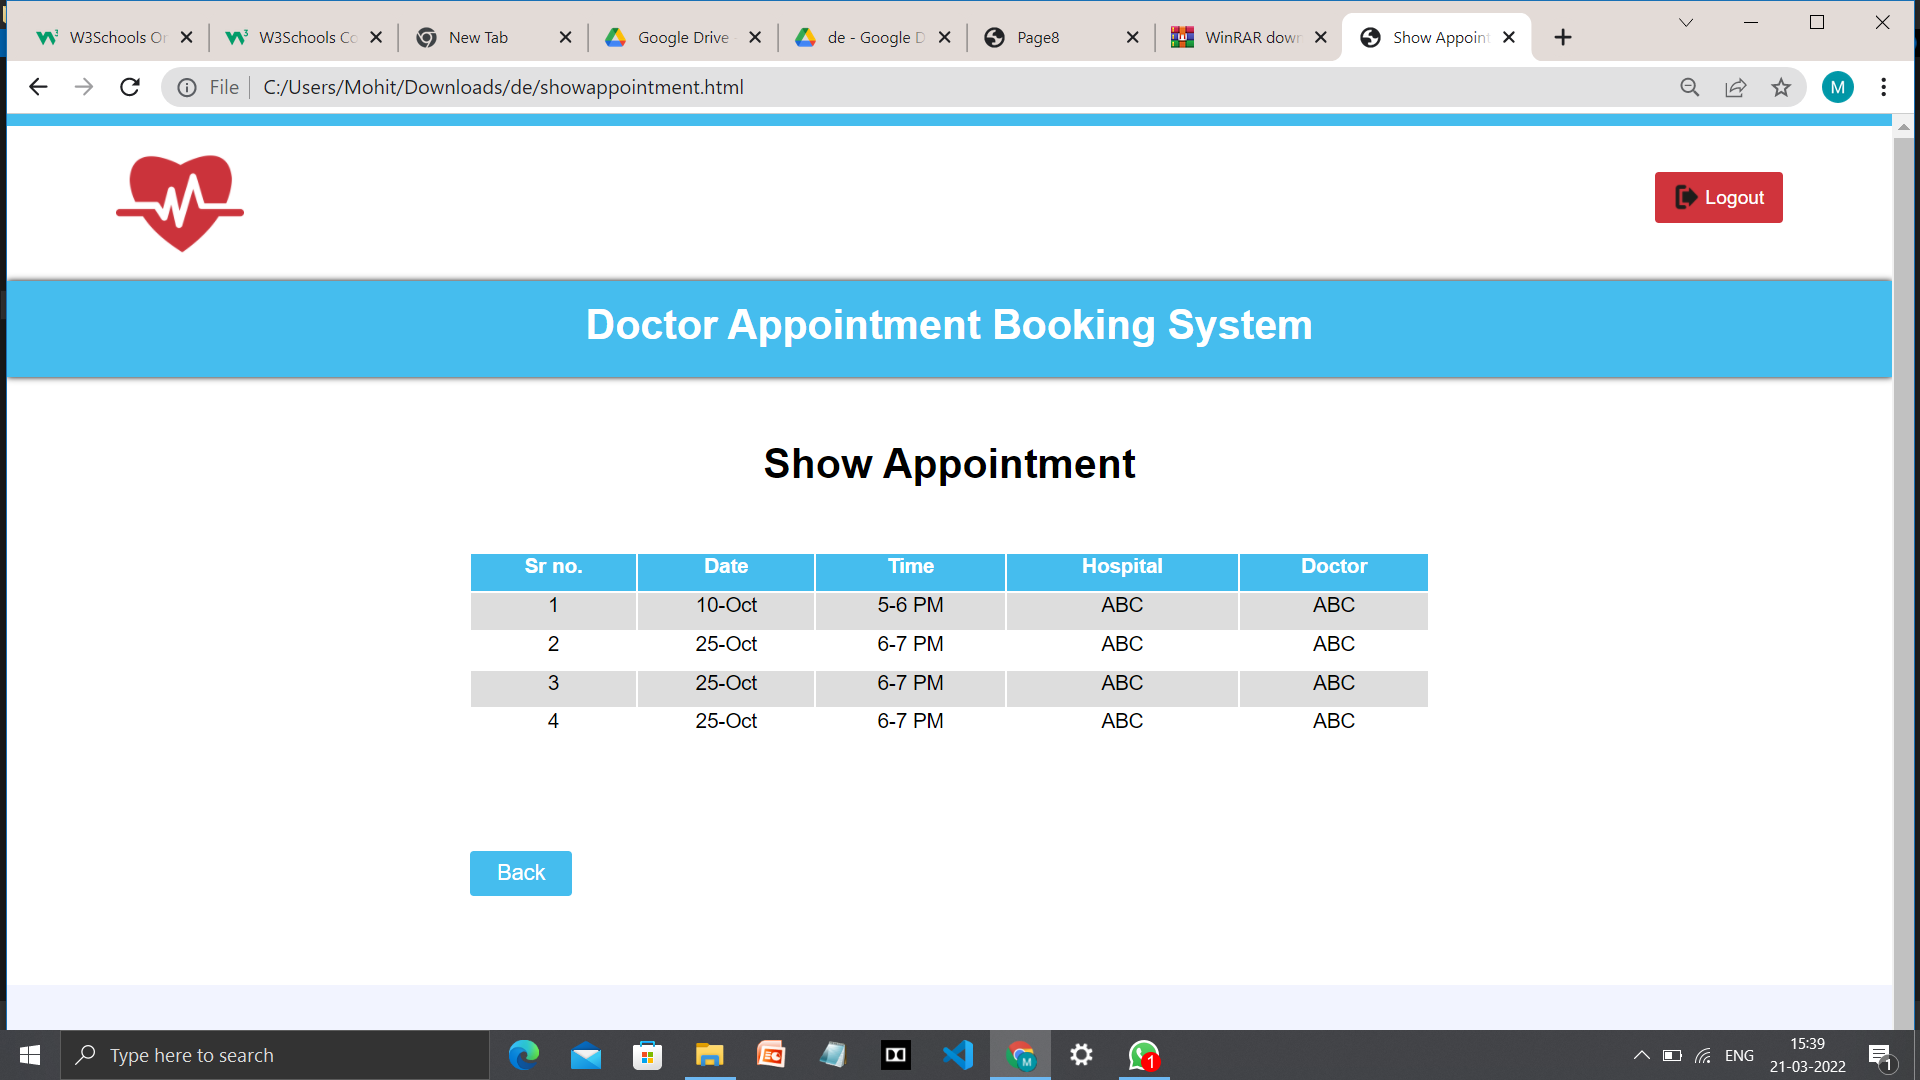 W3Schools Or
W3Schools Co
New Tab
Google Drive
de - Google D
Page8
WinRAR down
Show Appoint
File
C:/Users/Mohit/Downloads/de/showappointment.html
M
Logout
Doctor Appointment Booking System
Show Appointment
Sr no. Date Time Hospital Doctor
1 10-Oct 5-6 PM ABC ABC
2 25-Oct 6-7 PM ABC ABC
3 25-Oct 6-7 PM ABC ABC
4 25-Oct 6-7 PM ABC ABC
Back
Type here to search
M
1
ENG
15:39
21-03-2022
1